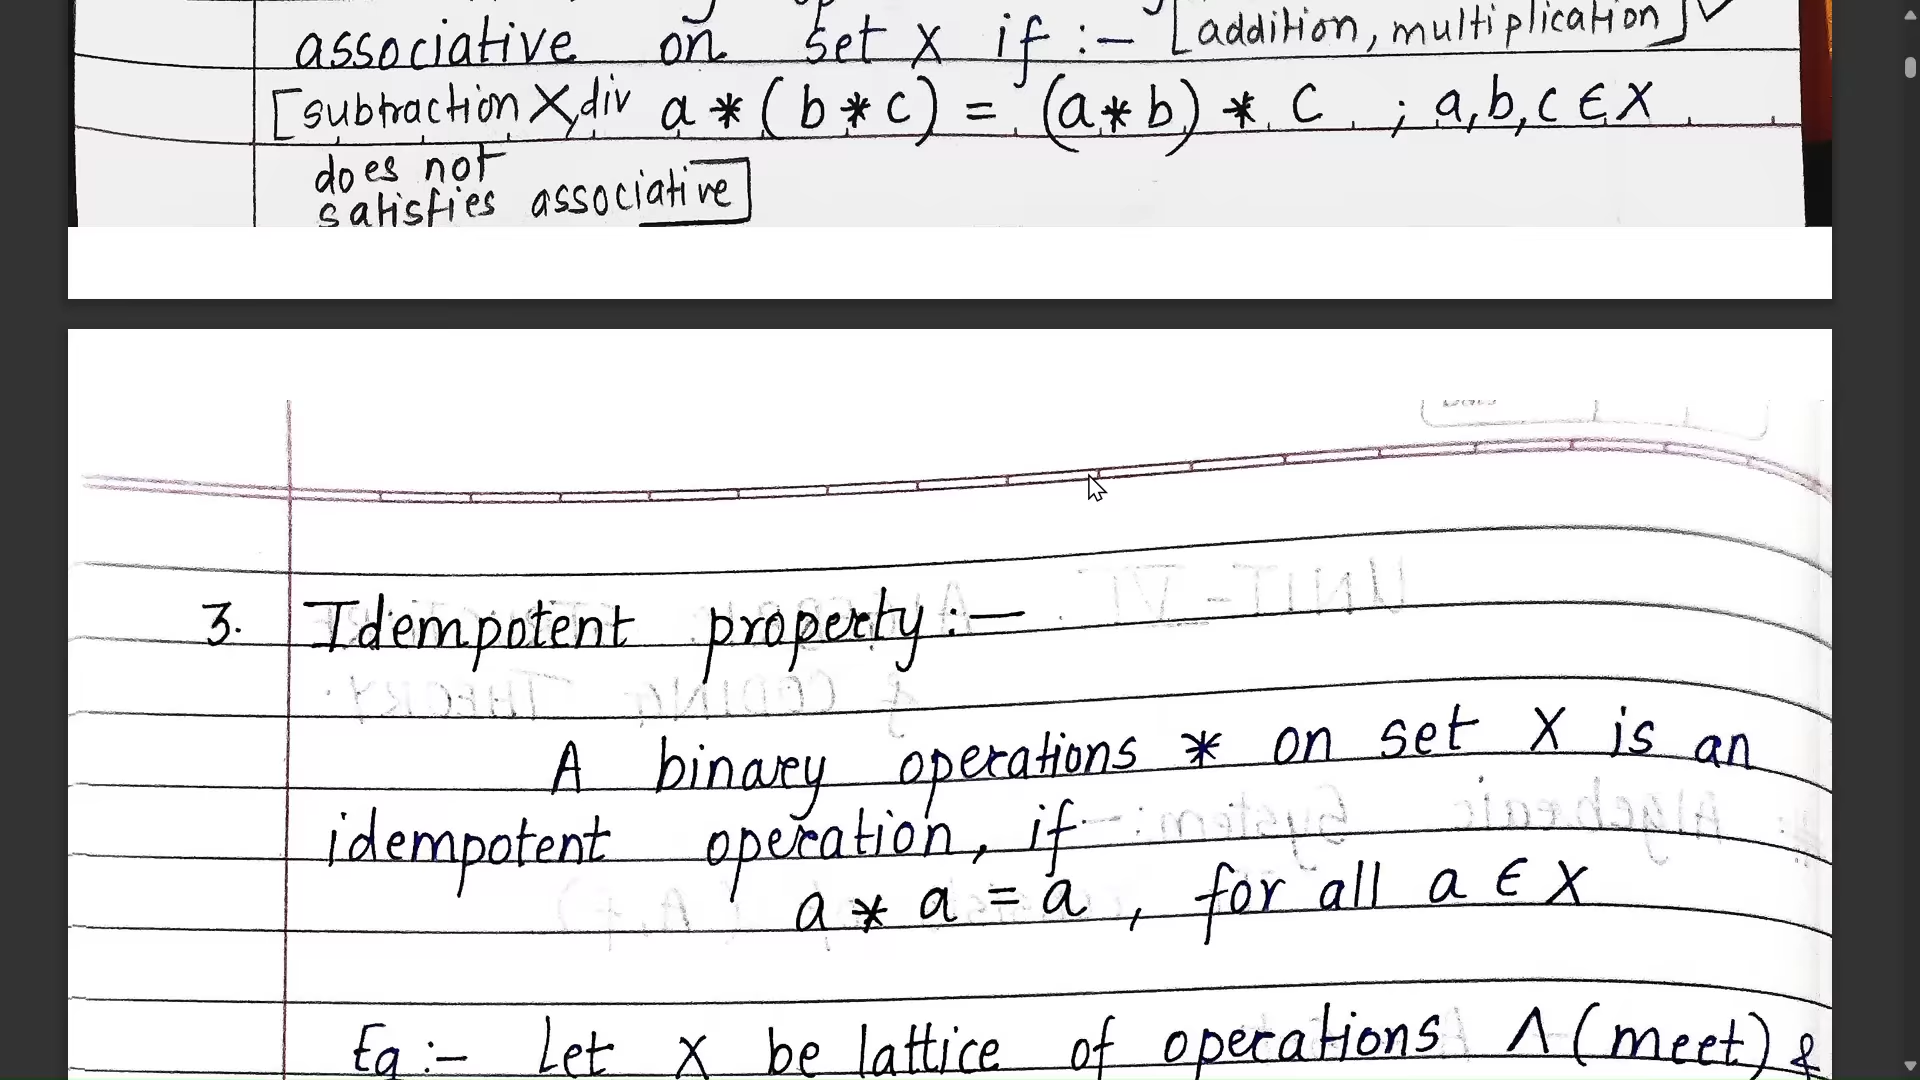 associative on set X if :- [addition, multiplication] ✓
[subtraction X, div a * (b * c) = (a * b) * c ; a, b, c ∈ X
does not
satisfies associative]
3. Idempotent property :-
A binary operations * on set X is an
idempotent operation, if
a * a = a , for all a ∈ X
Eg :- Let X be lattice of operations ∧ (meet) &